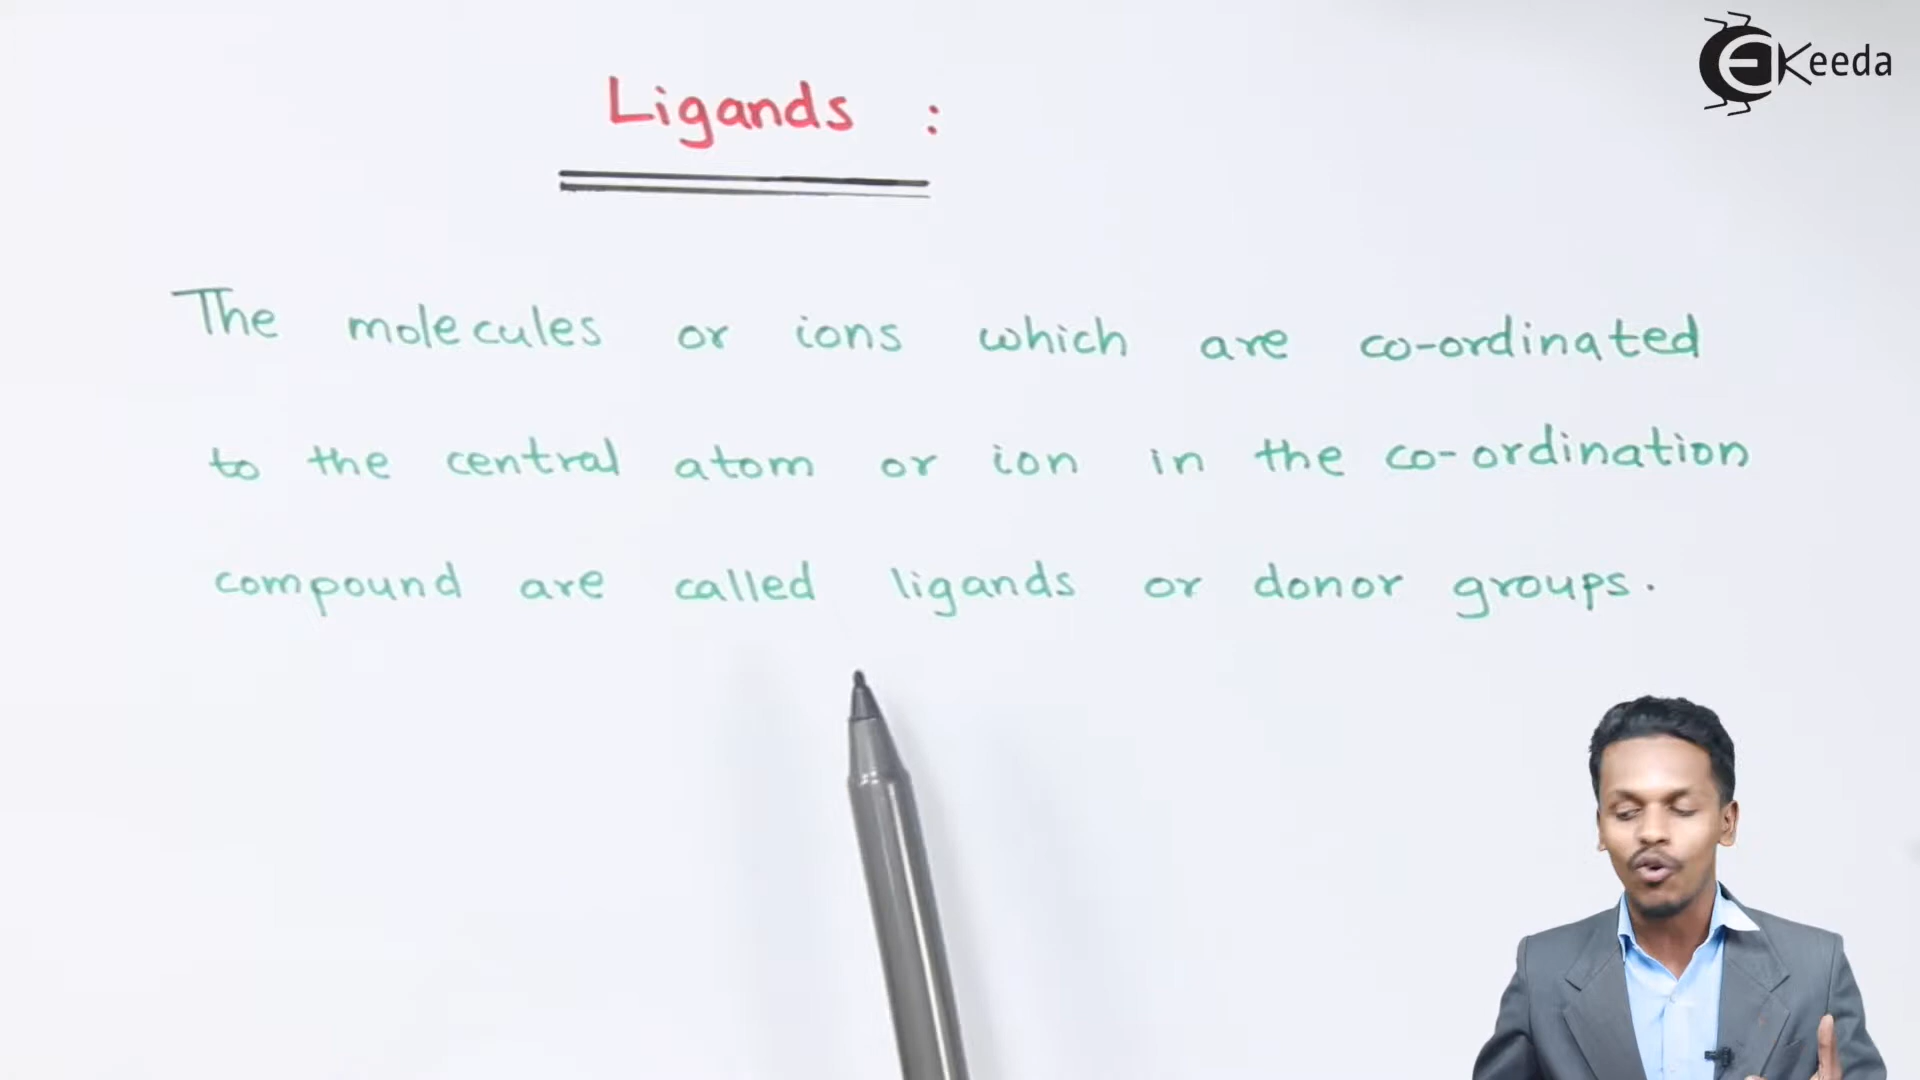 Ligands :
EKeeda
The molecules or ions which are co-ordinated
to the central atom or ion in the co-ordination
compound are called ligands or donor groups.